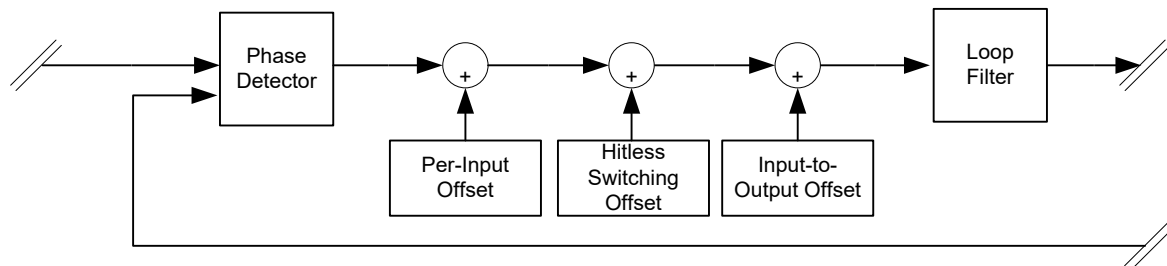 Phase
Detector
+
+
+
Loop
Filter
Per-Input
Offset
Hitless
Switching
Offset
Input-to-
Output Offset